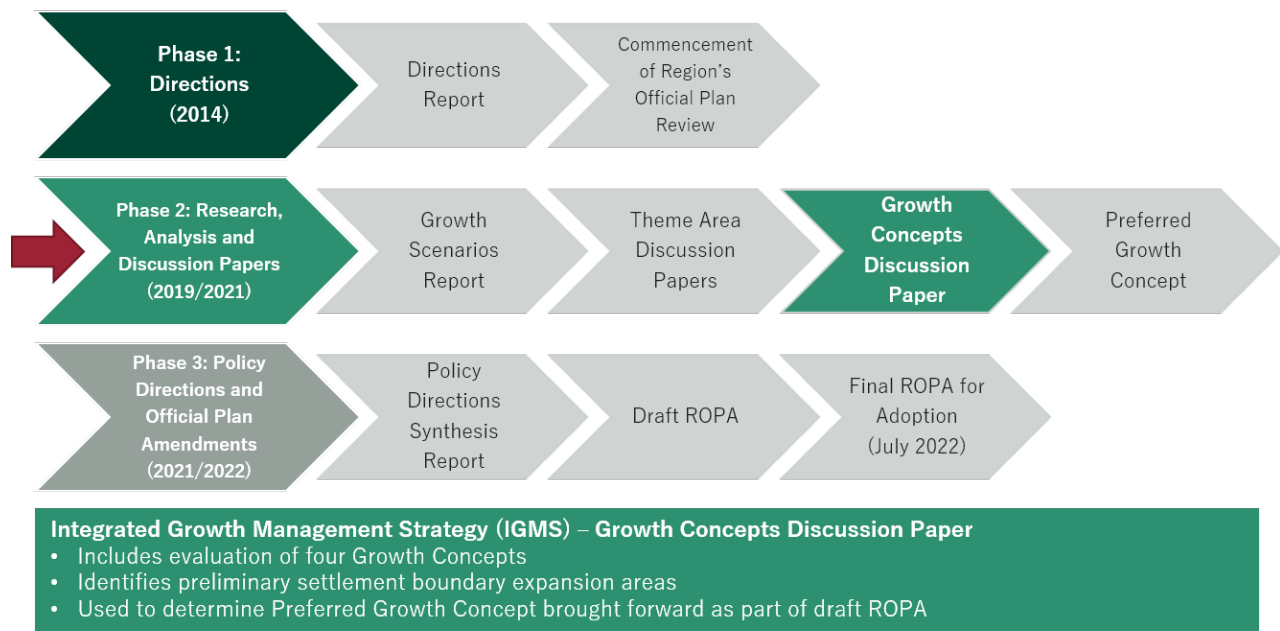 Phase 1:
Directions
(2014)
Directions
Report
Commencement
of Region's
Official Plan
Review
Phase 2: Research,
Analysis and
Discussion Papers
(2019/2021)
Growth
Scenarios
Report
Theme Area
Discussion
Papers
Growth
Concepts
Discussion
Paper
Preferred
Growth
Concept
Phase 3: Policy
Directions and
Official Plan
Amendments
(2021/2022)
Policy
Directions
Synthesis
Report
Draft ROPA
Final ROPA for
Adoption
(July 2022)
Integrated Growth Management Strategy (IGMS) – Growth Concepts Discussion Paper
• Includes evaluation of four Growth Concepts
• Identifies preliminary settlement boundary expansion areas
• Used to determine Preferred Growth Concept brought forward as part of draft ROPA